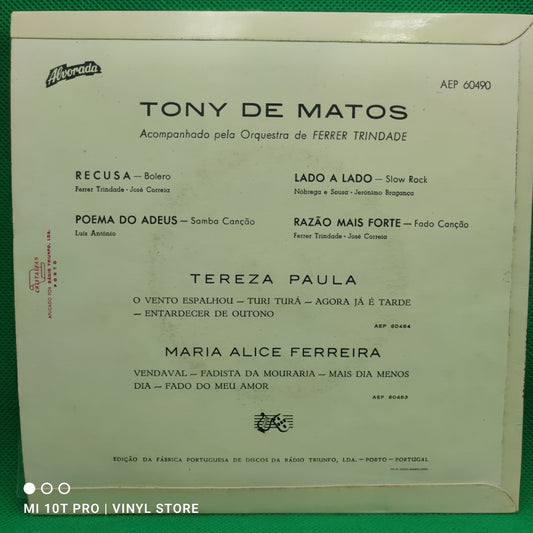 Alvorada
AEP 60490
TONY DE MATOS
Acompanhado pela Orquestra de FERRER TRINDADE
RECUSA — Bolero
Ferrer Trindade - José Correia
POEMA DO ADEUS — Samba Canção
Luís António
LADO A LADO — Slow Rock
Nóbrega e Sousa - Jerónimo Bragança
RAZÃO MAIS FORTE — Fado Canção
Ferrer Trindade - José Correia
TEREZA PAULA
O VENTO ESPALHOU — TURI TURÁ — AGORA JÁ É TARDE
— ENTARDECER DE OUTONO
AEP 60464
MARIA ALICE FERREIRA
VENDAVAL — FADISTA DA MOURARIA — MAIS DIA MENOS
DIA — FADO DO MEU AMOR
AEP 60463
EDIÇÃO DA FÁBRICA PORTUGUESA DE DISCOS DA RÁDIO TRIUNFO, LDA. — PORTO - PORTUGAL
RÁDIO TRIUNFO, LDA.
PORTO
MI 10T PRO | VINYL STORE